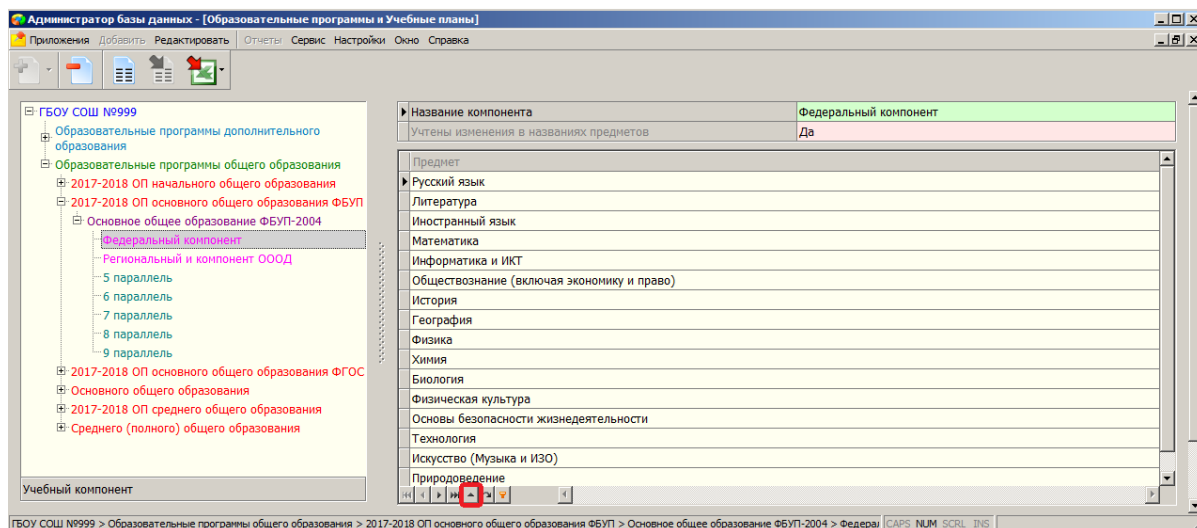 Администратор базы данных - [Образовательные программы и Учебные планы]
Приложения Добавить Редактировать Отчеты Сервис Настройки Окно Справка
ГБОУ СОШ №999
Образовательные программы дополнительного
образования
Образовательные программы общего образования
2017-2018 ОП начального общего образования
2017-2018 ОП основного общего образования ФБУП
Основное общее образование ФБУП-2004
Федеральный компонент
Региональный и компонент ОООД
5 параллель
6 параллель
7 параллель
8 параллель
9 параллель
2017-2018 ОП основного общего образования ФГОС
Основного общего образования
2017-2018 ОП среднего общего образования
Среднего (полного) общего образования
Учебный компонент
Название компонента Федеральный компонент
Учтены изменения в названиях предметов Да
Предмет
Русский язык
Литература
Иностранный язык
Математика
Информатика и ИКТ
Обществознание (включая экономику и право)
История
География
Физика
Химия
Биология
Физическая культура
Основы безопасности жизнедеятельности
Технология
Искусство (Музыка и ИЗО)
Природоведение
ГБОУ СОШ №999 > Образовательные программы общего образования > 2017-2018 ОП основного общего образования ФБУП > Основное общее образование ФБУП-2004 > Федерал CAPS NUM SCRL INS